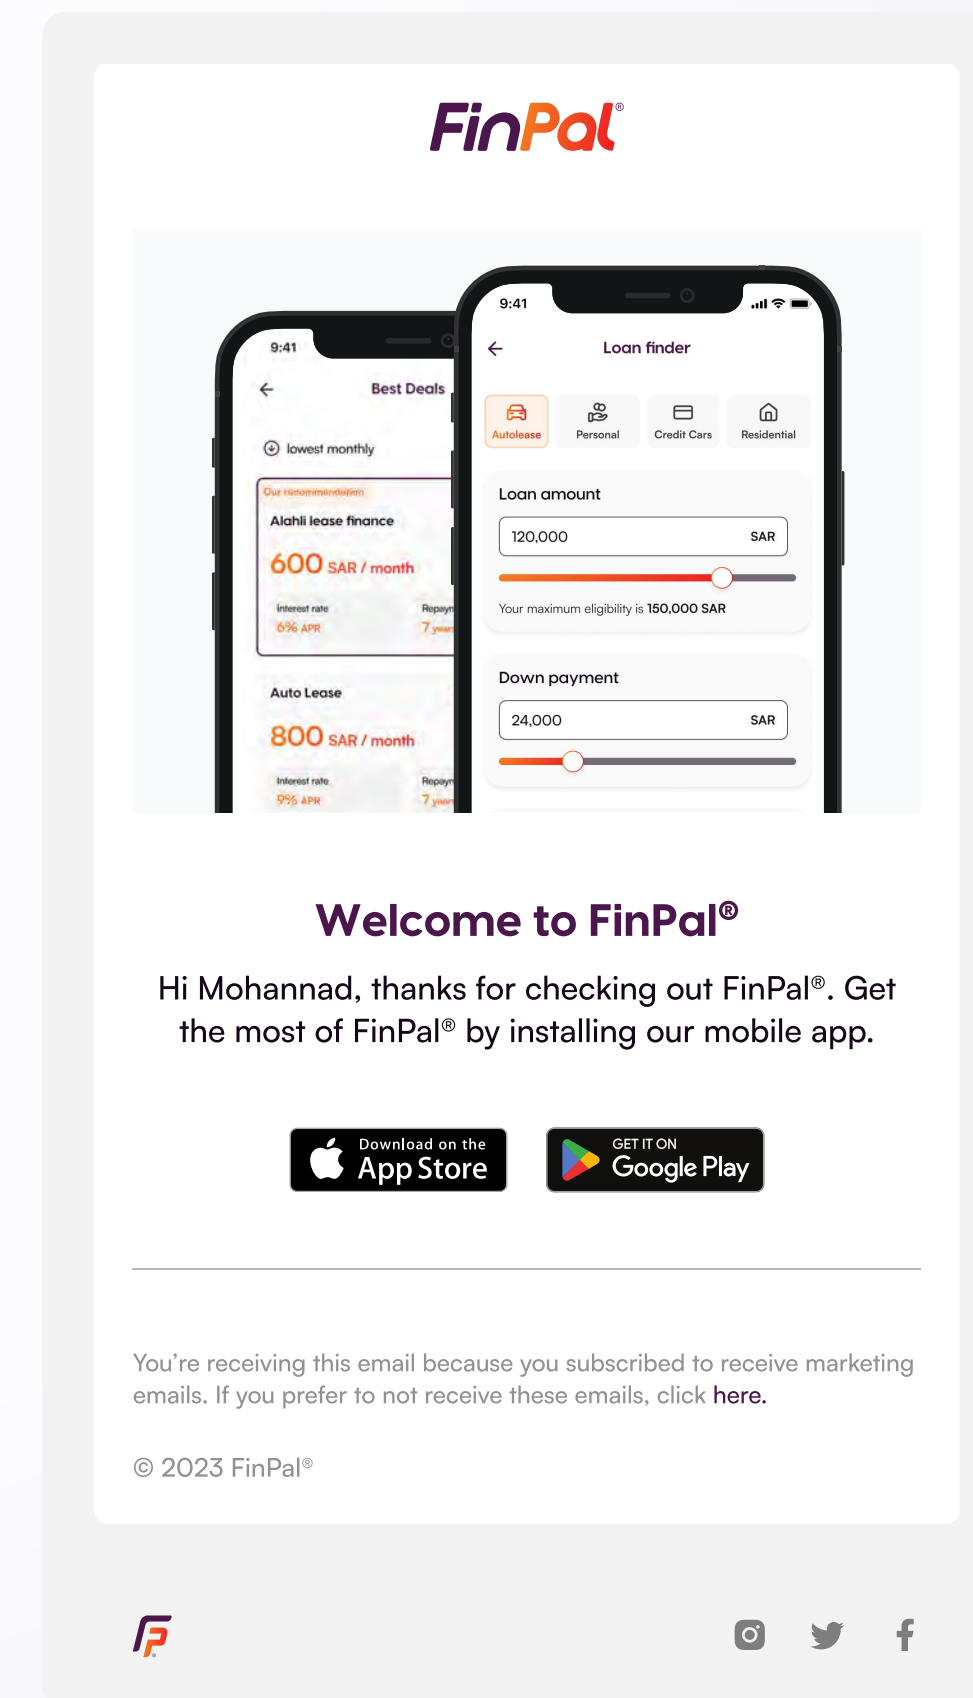 FinPal®
9:41
Best Deals
lowest monthly
Our recommendation
Alahli lease finance
600 SAR / month
Interest rate
6% APR
7
Auto Lease
800 SAR / month
Interest rate
9% APR
7
9:41
Loan finder
Autolease Personal Credit Cars Residential
Loan amount
120,000 SAR
Your maximum eligibility is 150,000 SAR
Down payment
24,000 SAR
Welcome to FinPal®
Hi Mohannad, thanks for checking out FinPal®. Get
the most of FinPal® by installing our mobile app.
Download on the
App Store
GET IT ON
Google Play
You’re receiving this email because you subscribed to receive marketing
emails. If you prefer to not receive these emails, click here.
© 2023 FinPal®